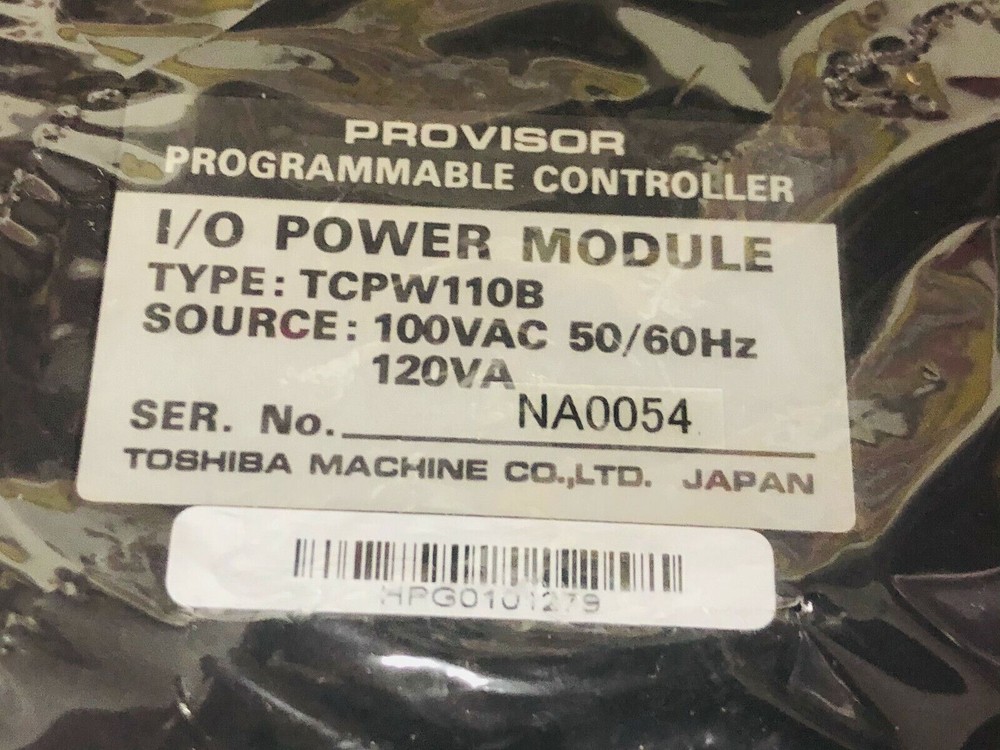 PROVISOR
PROGRAMMABLE CONTROLLER
I/O POWER MODULE
TYPE: TCPW110B
SOURCE: 100VAC 50/60Hz
120VA
SER. No. NA0054
TOSHIBA MACHINE CO.,LTD. JAPAN
HPG0101279